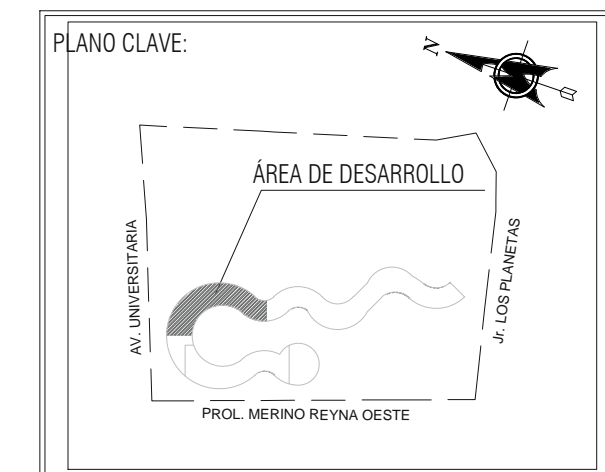 PLANO CLAVE:
N
ÁREA DE DESARROLLO
AV. UNIVERSITARIA
Jr. LOS PLANETAS
PROL. MERINO REYNA OESTE